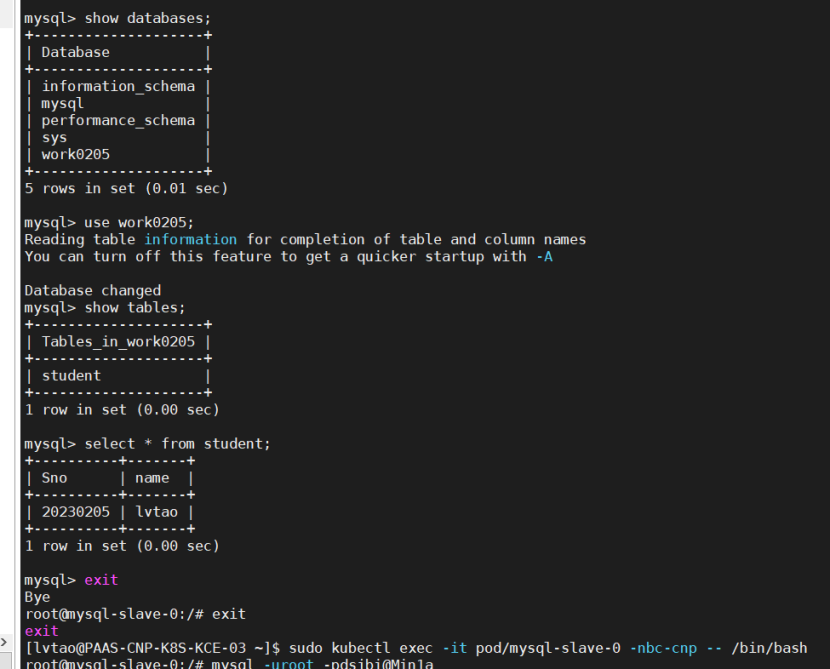 mysql> show databases;
+--------------------+
| Database           |
+--------------------+
| information_schema |
| mysql              |
| performance_schema |
| sys                |
| work0205           |
+--------------------+
5 rows in set (0.01 sec)
mysql> use work0205;
Reading table information for completion of table and column names
You can turn off this feature to get a quicker startup with -A
Database changed
mysql> show tables;
+--------------------+
| Tables_in_work0205 |
+--------------------+
| student            |
+--------------------+
1 row in set (0.00 sec)
mysql> select * from student;
+----------+-------+
| Sno      | name  |
+----------+-------+
| 20230205 | lvtao |
+----------+-------+
1 row in set (0.00 sec)
mysql> exit
Bye
root@mysql-slave-0:/# exit
exit
[lvtao@PAAS-CNP-K8S-KCE-03 ~]$ sudo kubectl exec -it pod/mysql-slave-0 -nbc-cnp -- /bin/bash
root@mysql-slave-0:/# mysql -uroot -pdsjbj@Min1a